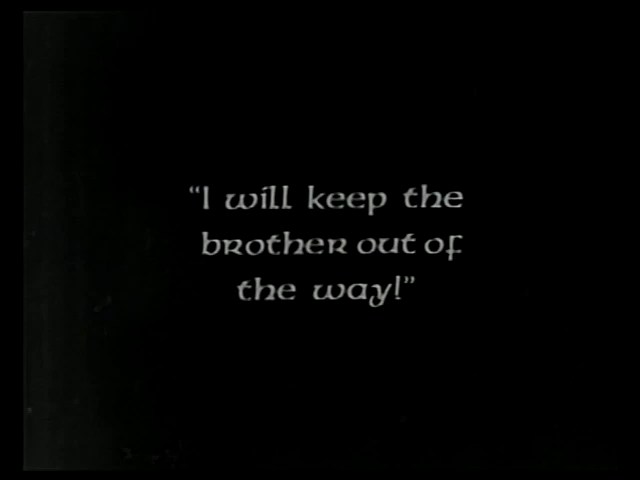 “I will keep the
brother out of
the way!”